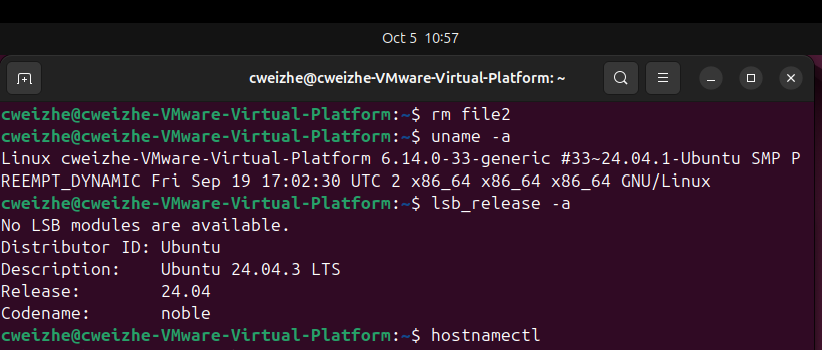 Oct 5 10:57
cweizhe@cweizhe-VMware-Virtual-Platform: ~
cweizhe@cweizhe-VMware-Virtual-Platform:~$ rm file2
cweizhe@cweizhe-VMware-Virtual-Platform:~$ uname -a
Linux cweizhe-VMware-Virtual-Platform 6.14.0-33-generic #33~24.04.1-Ubuntu SMP P
REEMPT_DYNAMIC Fri Sep 19 17:02:30 UTC 2 x86_64 x86_64 x86_64 GNU/Linux
cweizhe@cweizhe-VMware-Virtual-Platform:~$ lsb_release -a
No LSB modules are available.
Distributor ID: Ubuntu
Description:    Ubuntu 24.04.3 LTS
Release:        24.04
Codename:       noble
cweizhe@cweizhe-VMware-Virtual-Platform:~$ hostnamectl